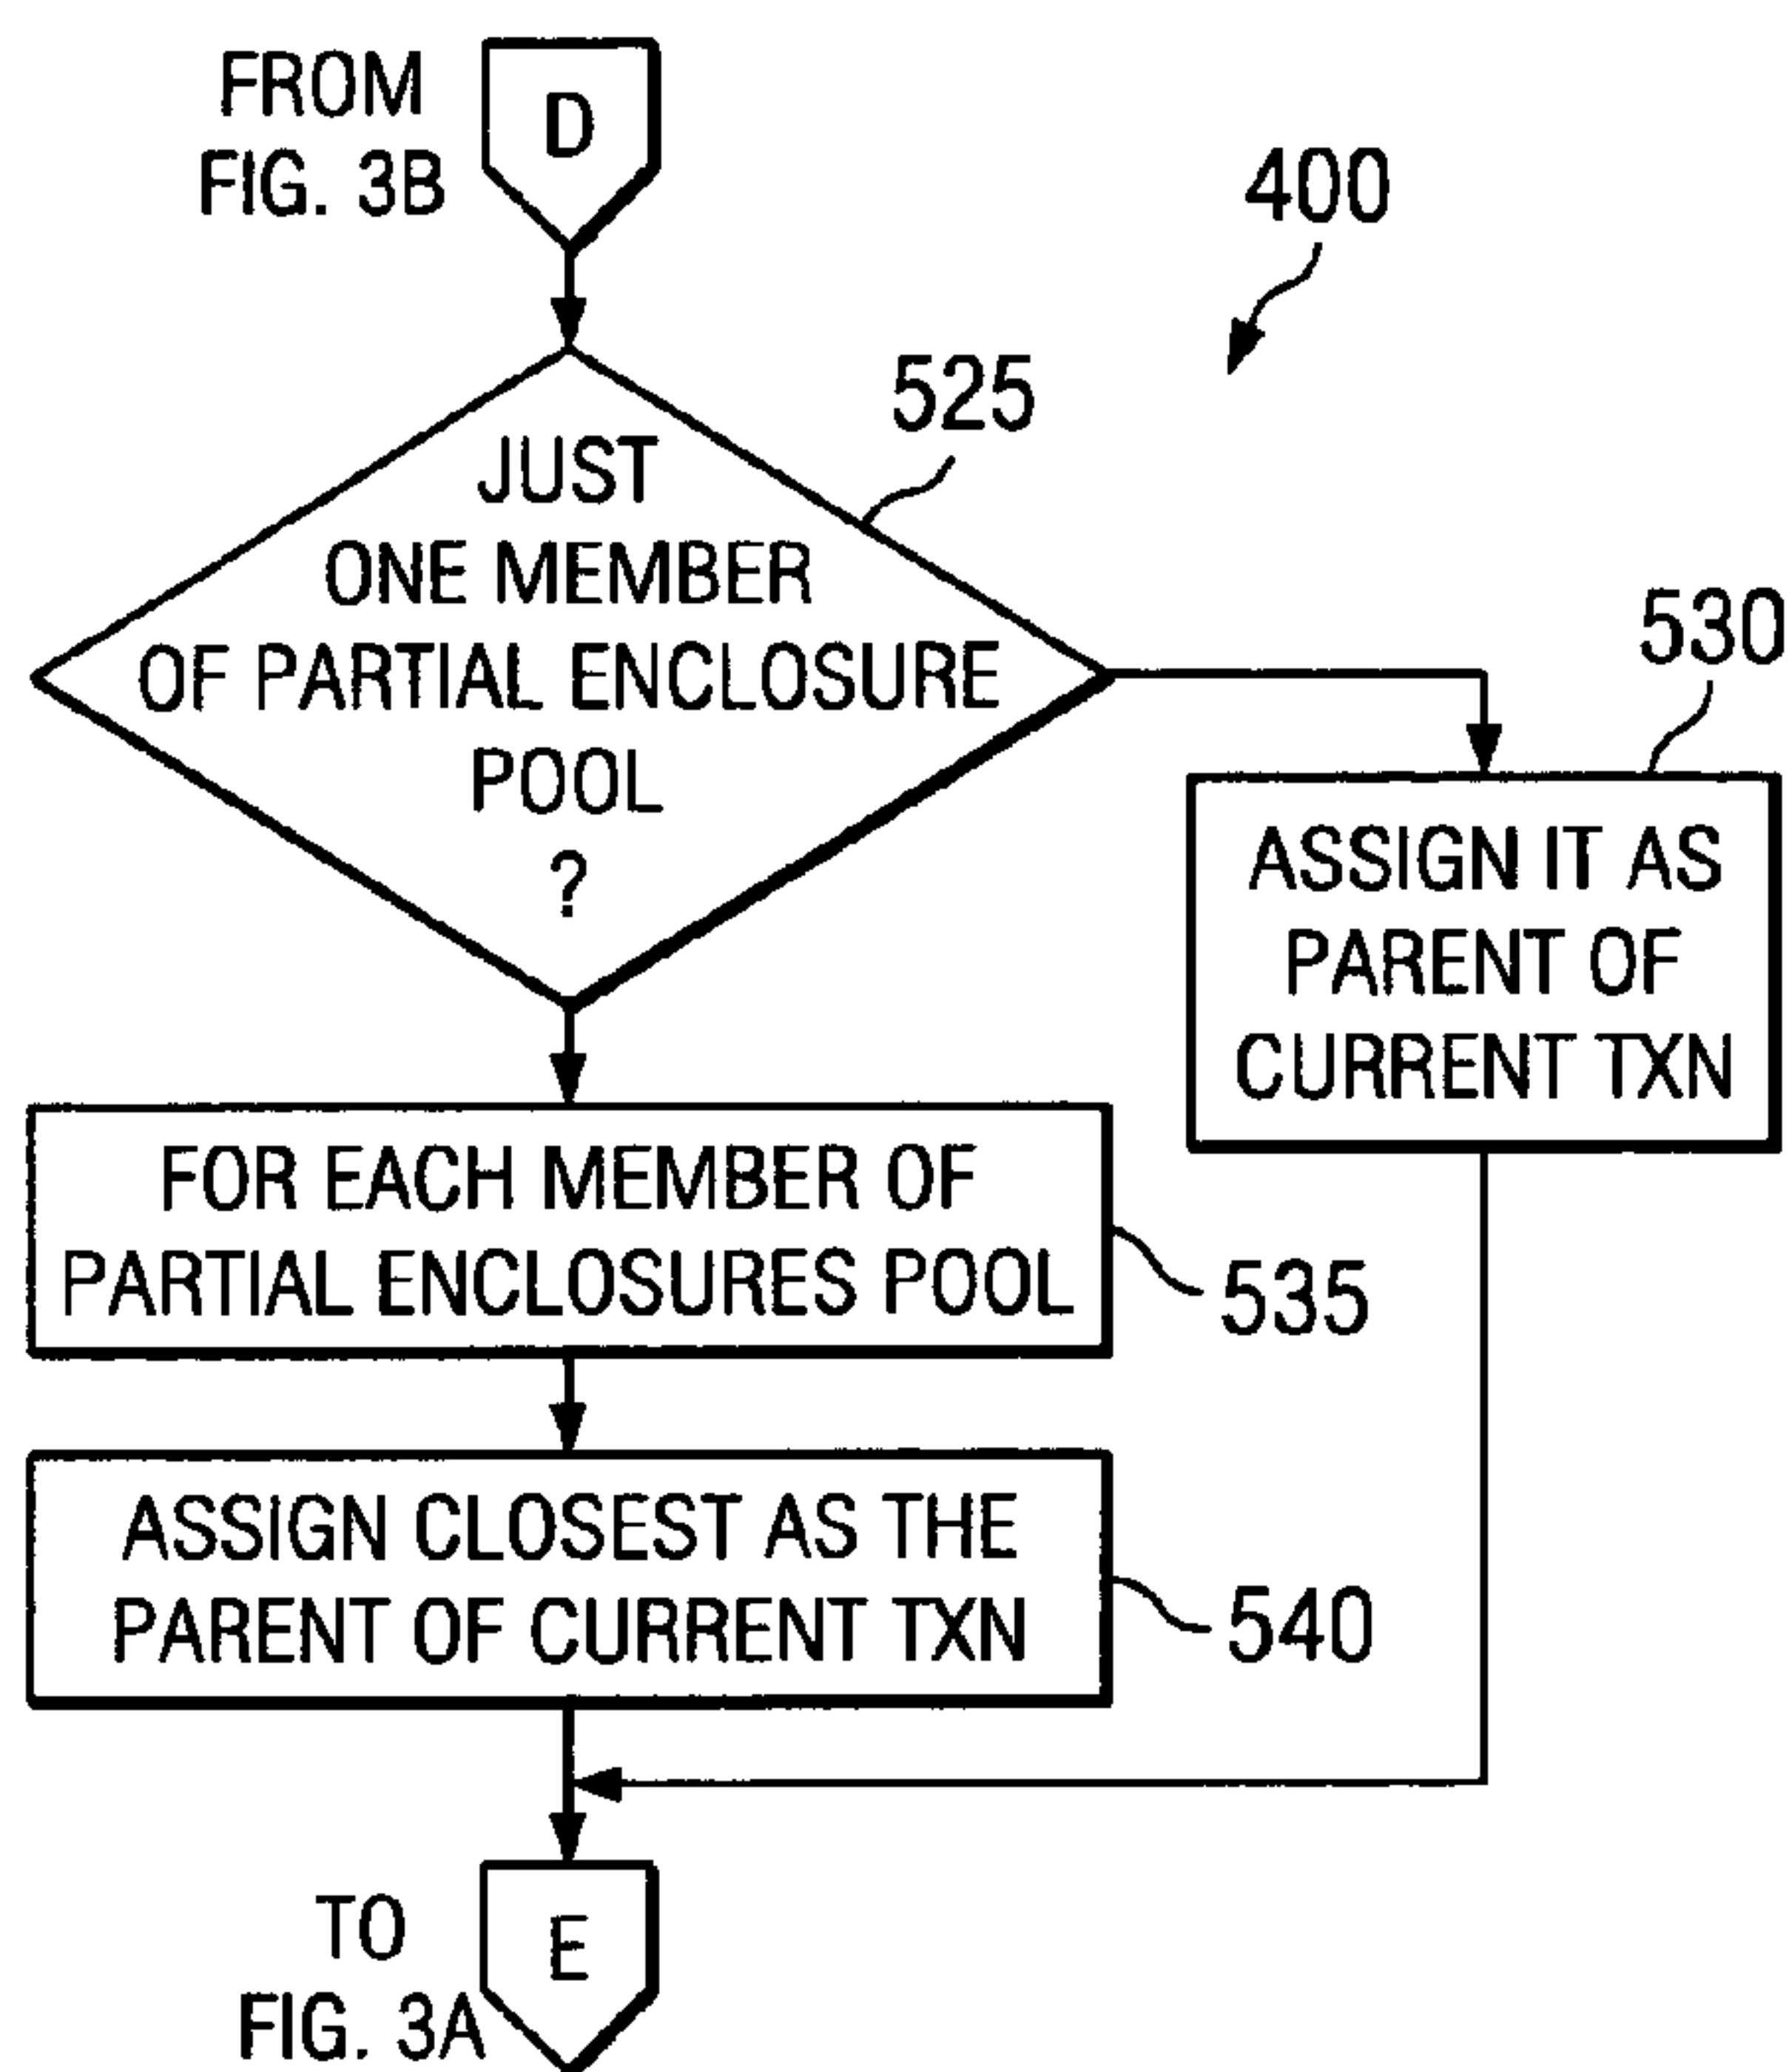 FROM
FIG. 3B
D
400
525
JUST
ONE MEMBER
OF PARTIAL ENCLOSURE
POOL
?
530
ASSIGN IT AS
PARENT OF
CURRENT TXN
FOR EACH MEMBER OF
PARTIAL ENCLOSURES POOL
535
ASSIGN CLOSEST AS THE
PARENT OF CURRENT TXN
540
TO
FIG. 3A
E